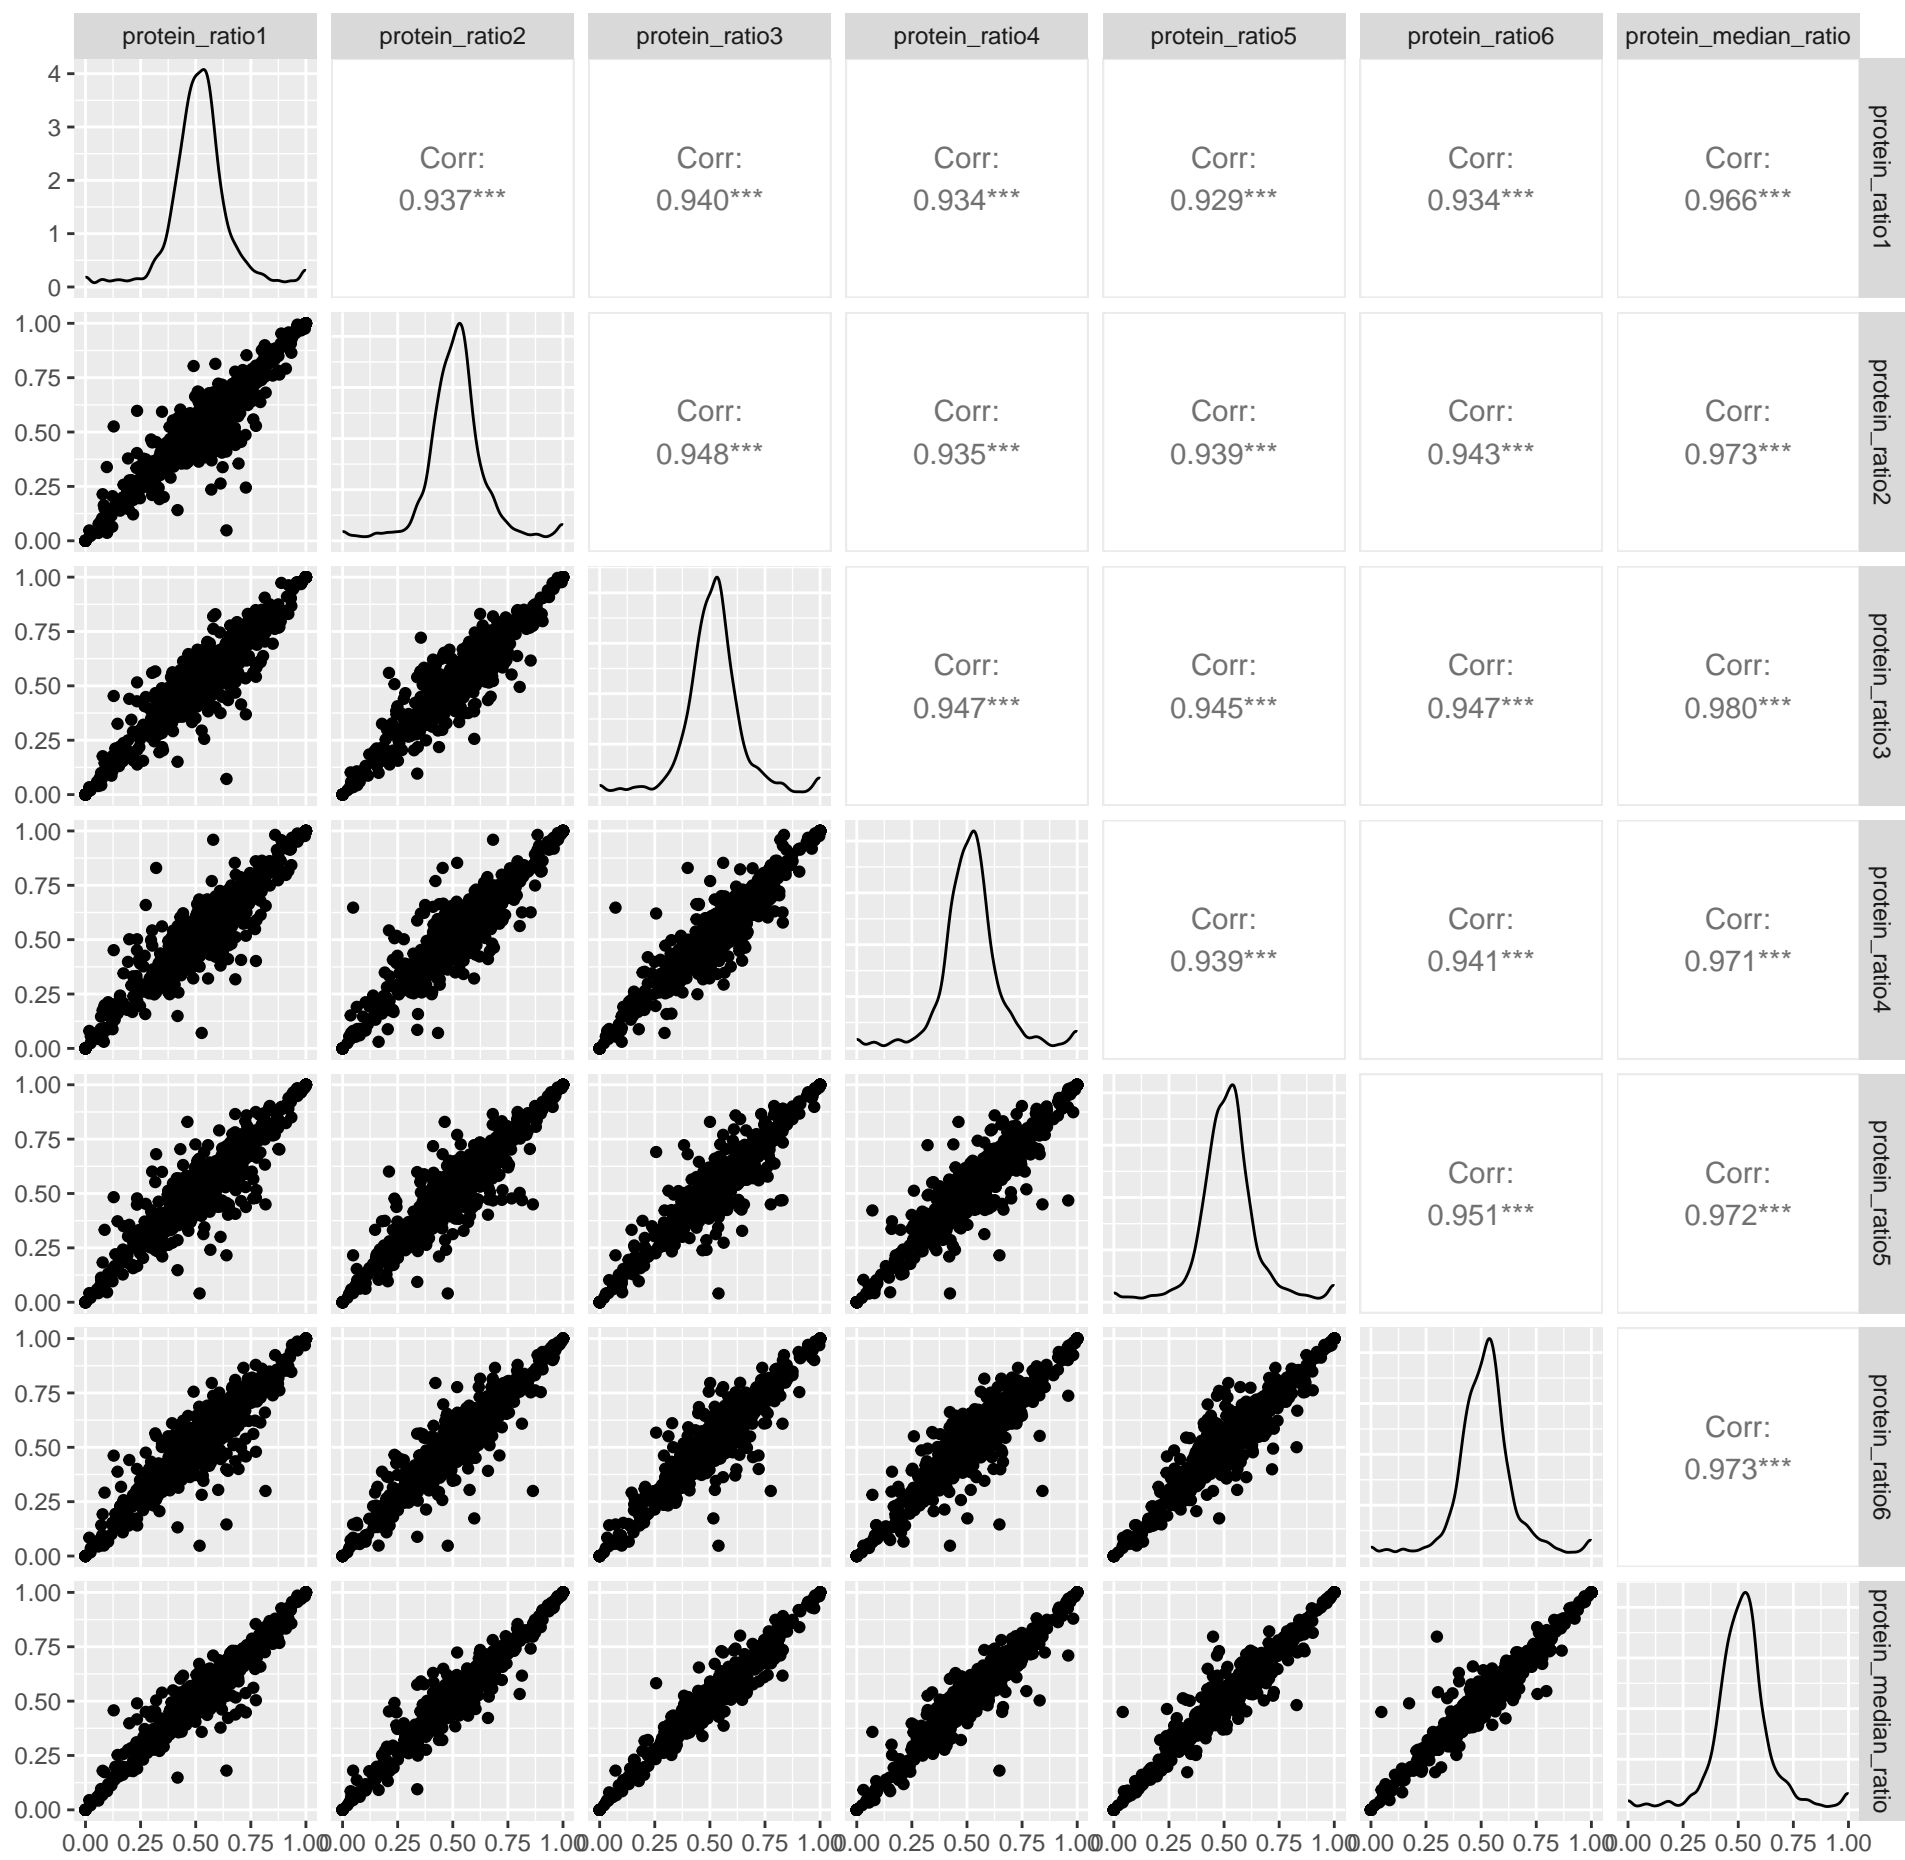 protein_ratio1 protein_ratio2 protein_ratio3 protein_ratio4 protein_ratio5 protein_ratio6 protein_median_ratio
4
3
2
1
0
Corr: Corr: Corr: Corr: Corr: Corr:
0.937*** 0.940*** 0.934*** 0.929*** 0.934*** 0.966***
protein_ratio1
1.00
0.75
0.50
0.25
0.00
Corr: Corr: Corr: Corr: Corr:
0.948*** 0.935*** 0.939*** 0.943*** 0.973***
protein_ratio2
1.00
0.75
0.50
0.25
0.00
Corr: Corr: Corr: Corr:
0.947*** 0.945*** 0.947*** 0.980***
protein_ratio3
1.00
0.75
0.50
0.25
0.00
Corr: Corr: Corr:
0.939*** 0.941*** 0.971***
protein_ratio4
1.00
0.75
0.50
0.25
0.00
Corr: Corr:
0.951*** 0.972***
protein_ratio5
1.00
0.75
0.50
0.25
0.00
Corr:
0.973***
protein_ratio6
1.00
0.75
0.50
0.25
0.00
protein_median_ratio
0.00 0.25 0.50 0.75 1.00 0.00 0.25 0.50 0.75 1.00 0.00 0.25 0.50 0.75 1.00 0.00 0.25 0.50 0.75 1.00 0.00 0.25 0.50 0.75 1.00 0.00 0.25 0.50 0.75 1.00 0.00 0.25 0.50 0.75 1.00